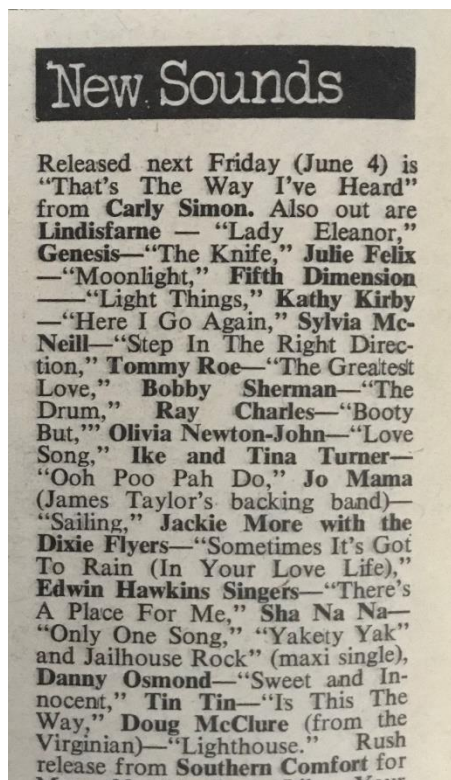 New Sounds
Released next Friday (June 4) is
“That’s The Way I’ve Heard”
from Carly Simon. Also out are
Lindisfarne — “Lady Eleanor,”
Genesis—“The Knife,” Julie Felix
—“Moonlight,” Fifth Dimension
——“Light Things,” Kathy Kirby
—“Here I Go Again,” Sylvia Mc-
Neill—“Step In The Right Direc-
tion,” Tommy Roe—“The Greatest
Love,” Bobby Sherman—“The
Drum,” Ray Charles—“Booty
But,’” Olivia Newton-John—“Love
Song,” Ike and Tina Turner—
“Ooh Poo Pah Do,” Jo Mama
(James Taylor’s backing band)—
“Sailing,” Jackie More with the
Dixie Flyers—“Sometimes It’s Got
To Rain (In Your Love Life),”
Edwin Hawkins Singers—“There’s
A Place For Me,” Sha Na Na—
“Only One Song,” “Yakety Yak”
and Jailhouse Rock” (maxi single),
Danny Osmond—“Sweet and In-
nocent,” Tin Tin—“Is This The
Way,” Doug McClure (from the
Virginian)—“Lighthouse.” Rush
release from Southern Comfort for